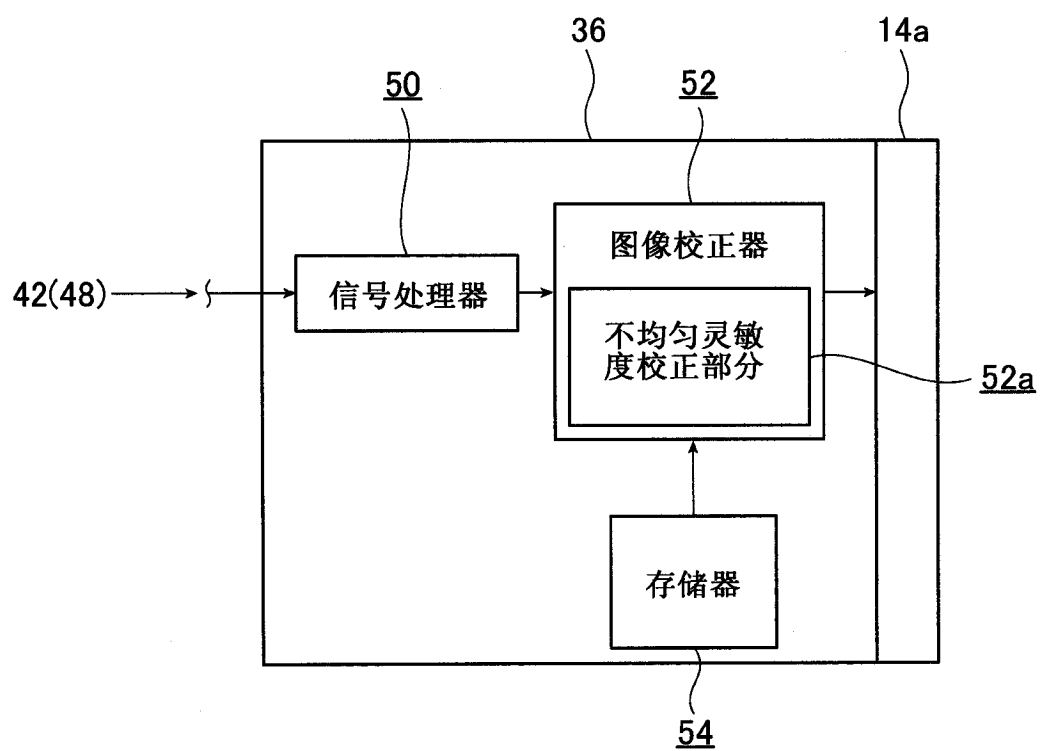 36
14a
50
52
图像校正器
42(48)
信号处理器
不均匀灵敏
度校正部分
52a
存储器
54